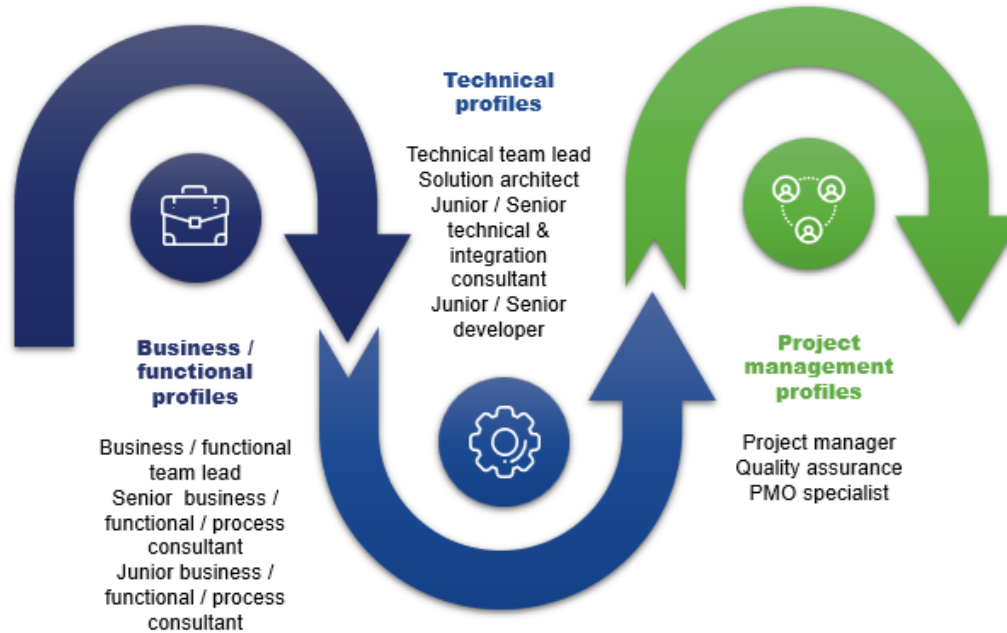 Business /
functional
profiles
Business / functional
team lead
Senior business /
functional / process
consultant
Junior business /
functional / process
consultant
Technical
profiles
Technical team lead
Solution architect
Junior / Senior
technical &
integration
consultant
Junior / Senior
developer
Project
management
profiles
Project manager
Quality assurance
PMO specialist